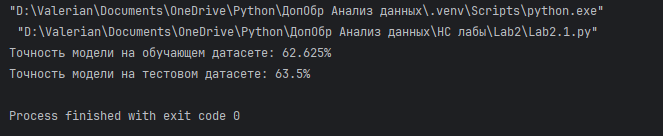 "D:\Valerian\Documents\OneDrive\Python\ДопОбр Анализ данных\.venv\Scripts\python.exe"
"D:\Valerian\Documents\OneDrive\Python\ДопОбр Анализ данных\НС лабы\Lab2\Lab2.1.py"
Точность модели на обучающем датасете: 62.625%
Точность модели на тестовом датасете: 63.5%
Process finished with exit code 0